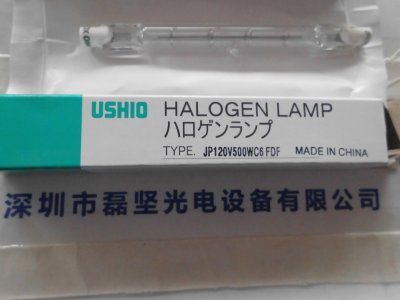 USHIO HALOGEN LAMP
ハロゲンランプ
TYPE. JP120V500WC6 FDF MADE IN CHINA
深圳市磊坚光电设备有限公司